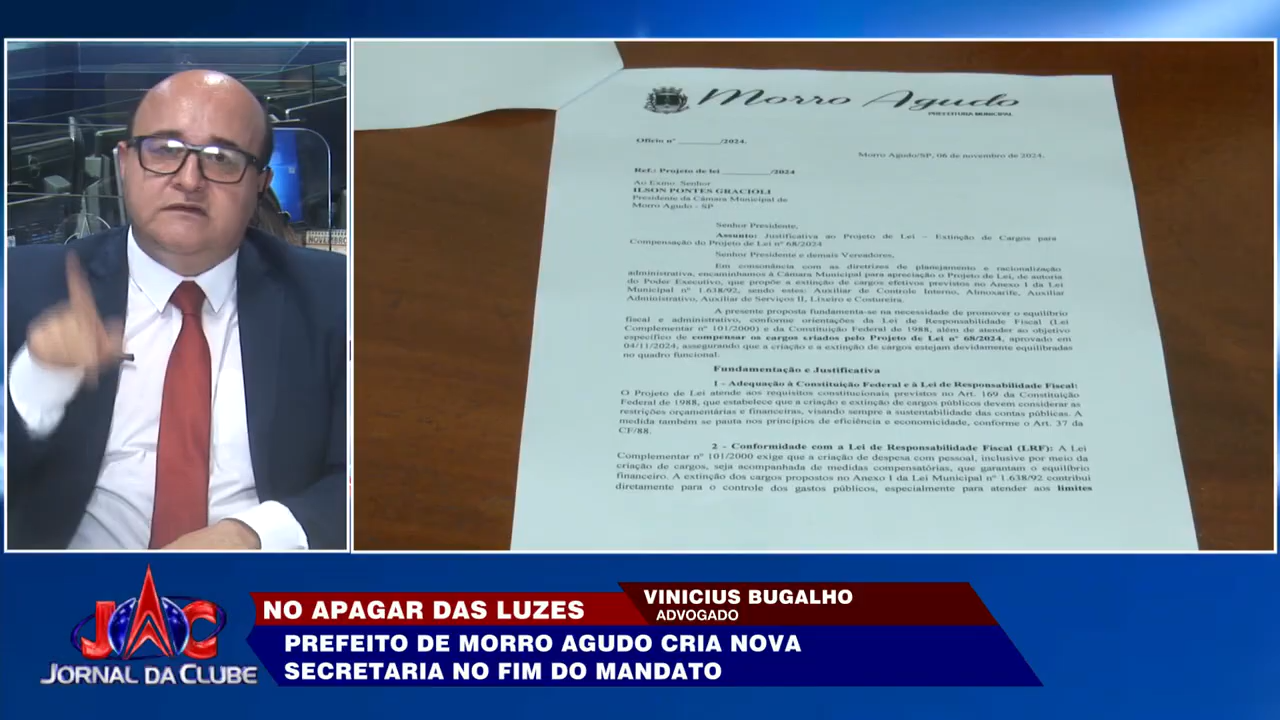 NOVEMBRO
Morro Agudo
PREFEITURA MUNICIPAL
Ofício nº ________/2024.
Morro Agudo/SP, 06 de novembro de 2024.
Ref.: Projeto de lei ________/2024
Ao Exmo. Senhor
ILSON PONTES GRACIOLI
Presidente da Câmara Municipal de
Morro Agudo - SP
Senhor Presidente,
Assunto: Justificativa ao Projeto de Lei – Extinção de Cargos para
Compensação do Projeto de Lei nº 68/2024
Senhor Presidente e demais Vereadores,
Em consonância com as diretrizes de planejamento e racionalização
administrativa, encaminhamos à Câmara Municipal para apreciação o Projeto de Lei, de autoria
do Poder Executivo, que propõe a extinção de cargos efetivos previstos no Anexo I da Lei
Municipal nº 1.638/92, sendo estes: Auxiliar de Controle Interno, Almoxarife, Auxiliar
Administrativo, Auxiliar de Serviços II, Lixeiro e Costureira.
A presente proposta fundamenta-se na necessidade de promover o equilíbrio
fiscal e administrativo, conforme orientações da Lei de Responsabilidade Fiscal (Lei
Complementar nº 101/2000) e da Constituição Federal de 1988, além de atender ao objetivo
específico de compensar os cargos criados pelo Projeto de Lei nº 68/2024, aprovado em
04/11/2024, assegurando que a criação e a extinção de cargos estejam devidamente equilibradas
no quadro funcional.
Fundamentação e Justificativa
1 - Adequação à Constituição Federal e à Lei de Responsabilidade Fiscal:
O Projeto de Lei atende aos requisitos constitucionais previstos no Art. 169 da Constituição
Federal de 1988, que estabelece que a criação e extinção de cargos públicos devem considerar as
restrições orçamentárias e financeiras, visando sempre a sustentabilidade das contas públicas. A
medida também se pauta nos princípios de eficiência e economicidade, conforme o Art. 37 da
CF/88.
2 - Conformidade com a Lei de Responsabilidade Fiscal (LRF): A Lei
Complementar nº 101/2000 exige que a criação de despesa com pessoal, inclusive por meio da
criação de cargos, seja acompanhada de medidas compensatórias, que garantam o equilíbrio
financeiro. A extinção dos cargos propostos no Anexo I da Lei Municipal nº 1.638/92 contribui
diretamente para o controle dos gastos públicos, especialmente para atender aos limites
JAC
JORNAL DA CLUBE
NO APAGAR DAS LUZES
VINICIUS BUGALHO
ADVOGADO
PREFEITO DE MORRO AGUDO CRIA NOVA
SECRETARIA NO FIM DO MANDATO